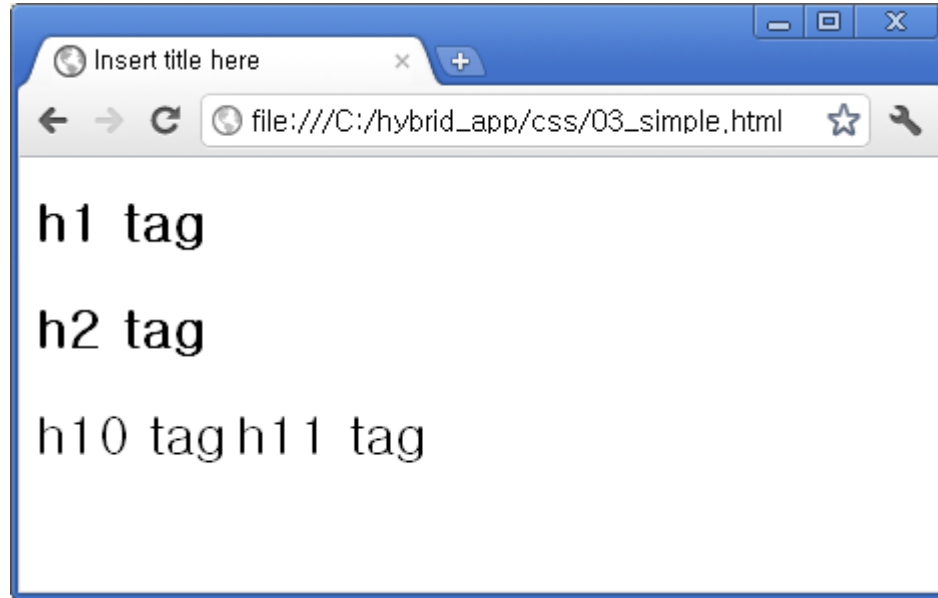 Insert title here
file:///C:/hybrid_app/css/03_simple.html
h1 tag
h2 tag
h10 tag h11 tag